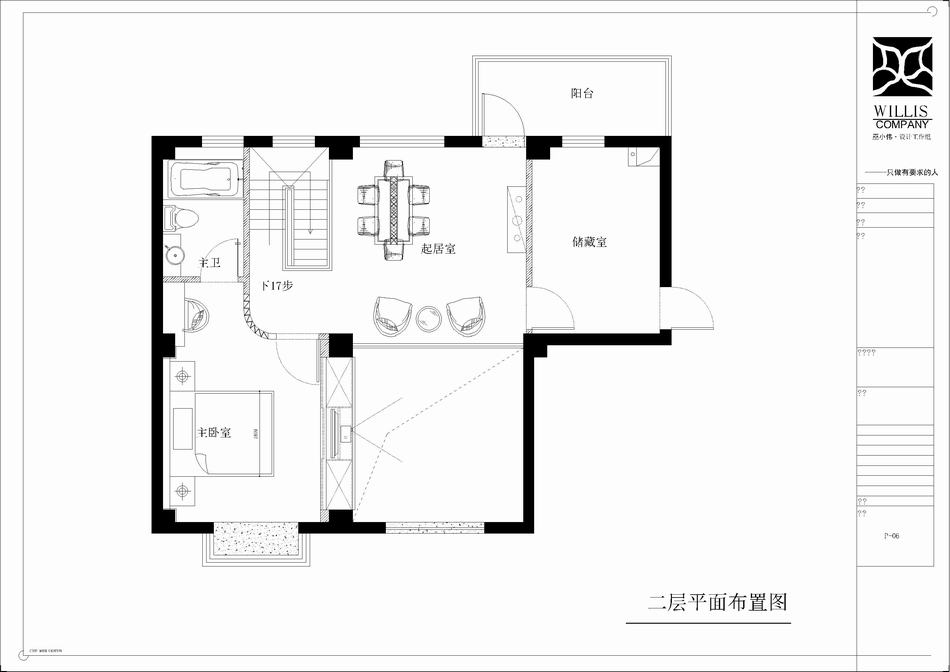 阳台
WILLIS
COMPANY
巫小伟·设计工作组
——只做有要求的人
??
??
??
??
起居室
储藏室
主卫
下17步
????
??
主卧室
??
??
P-06
二层平面布置图